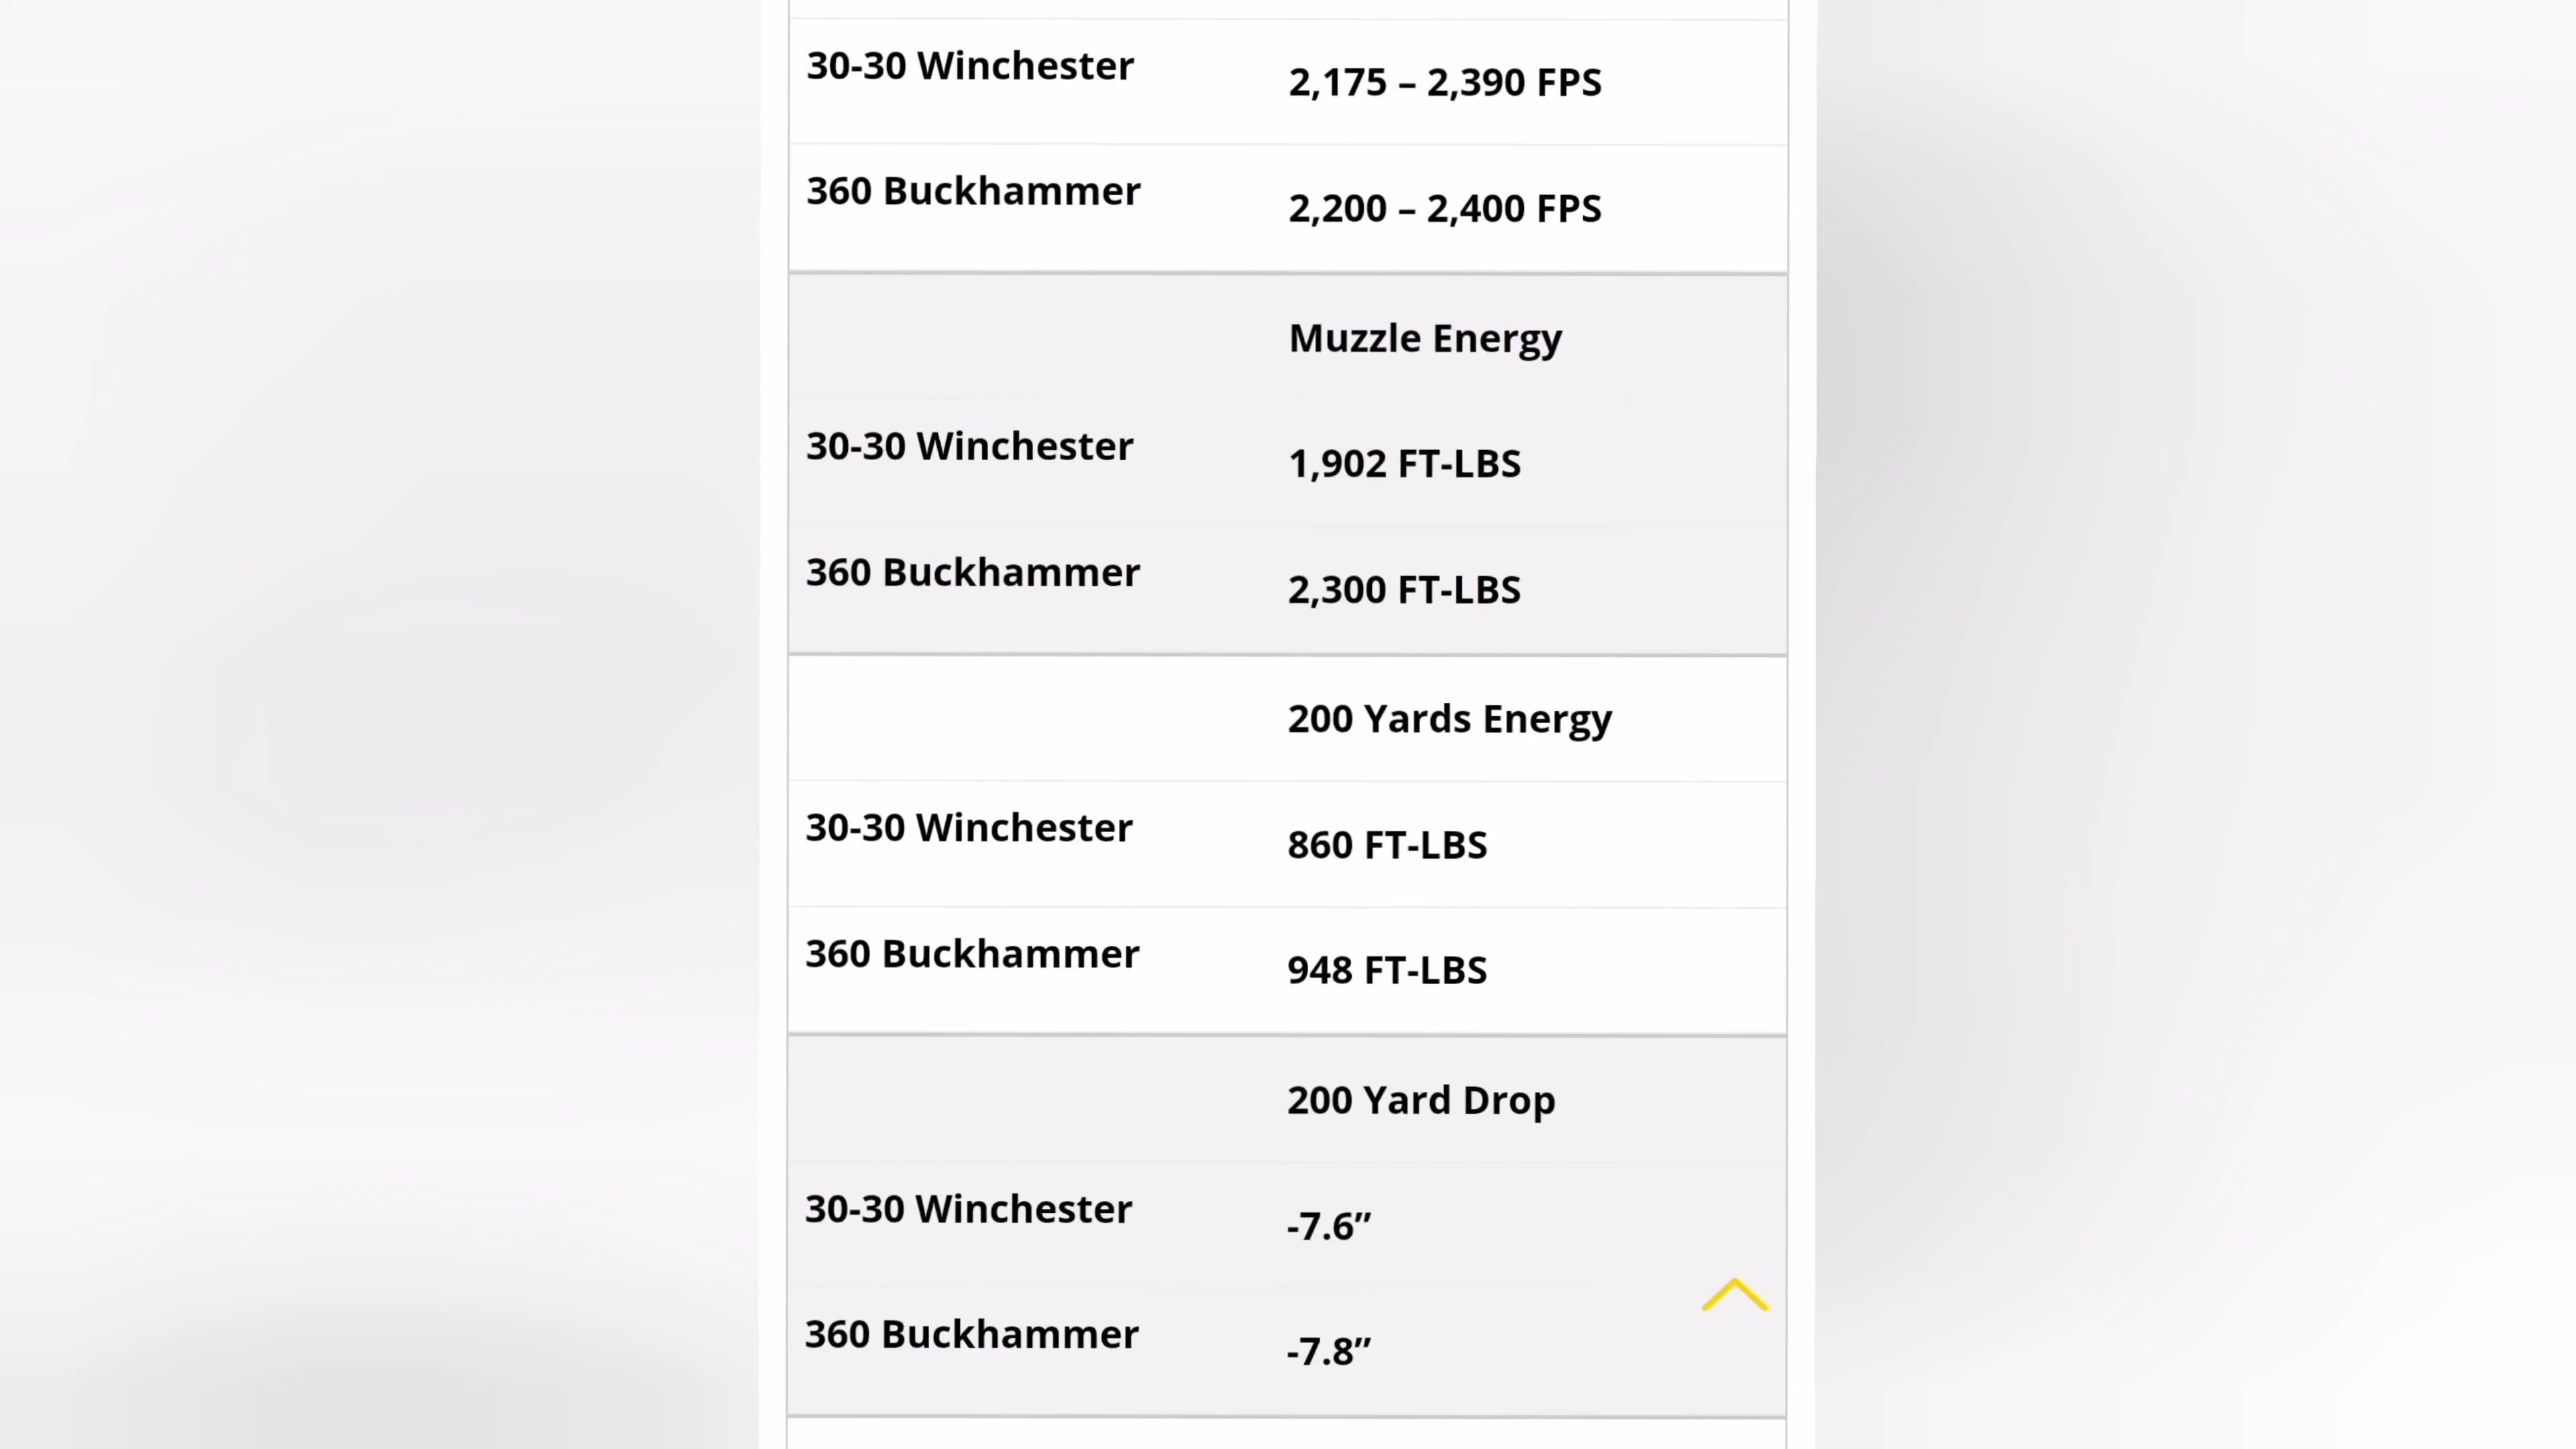 30-30 Winchester 2,175 – 2,390 FPS
360 Buckhammer 2,200 – 2,400 FPS
Muzzle Energy
30-30 Winchester 1,902 FT-LBS
360 Buckhammer 2,300 FT-LBS
200 Yards Energy
30-30 Winchester 860 FT-LBS
360 Buckhammer 948 FT-LBS
200 Yard Drop
30-30 Winchester -7.6”
360 Buckhammer -7.8”